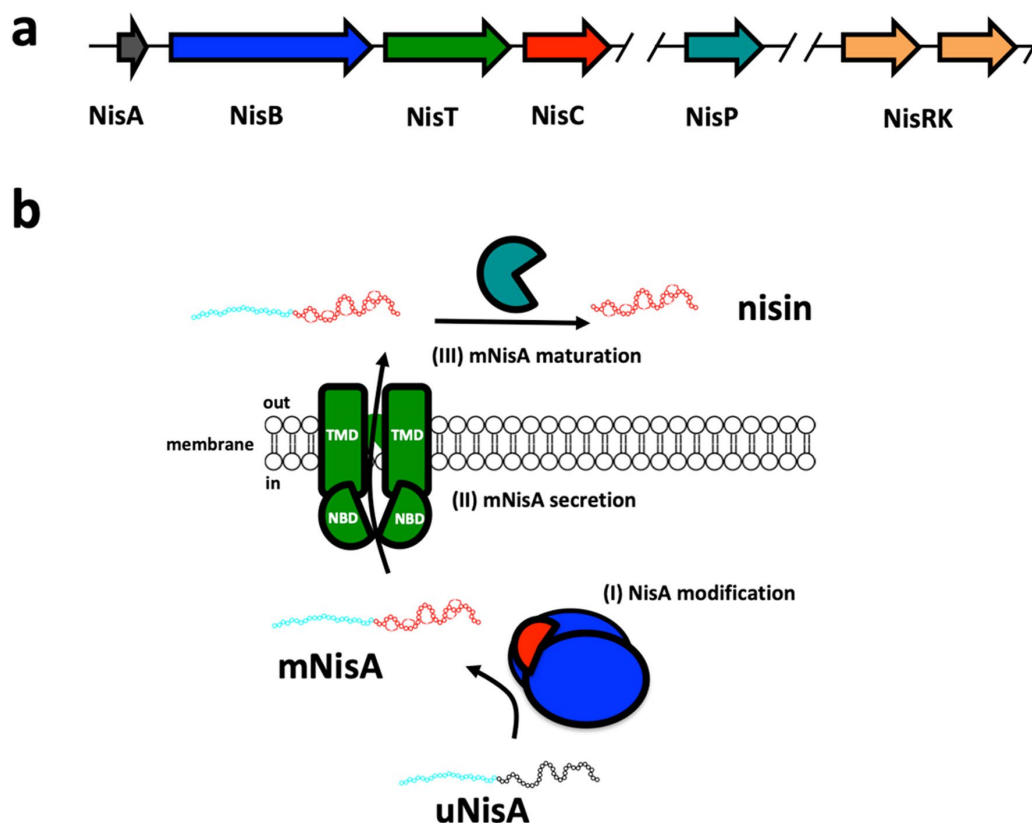 a
NisA NisB NisT NisC NisP NisRK
b
nisin
(III) mNisA maturation
out
TMD TMD
membrane
in
(II) mNisA secretion
NBD NBD
(I) NisA modification
mNisA
uNisA